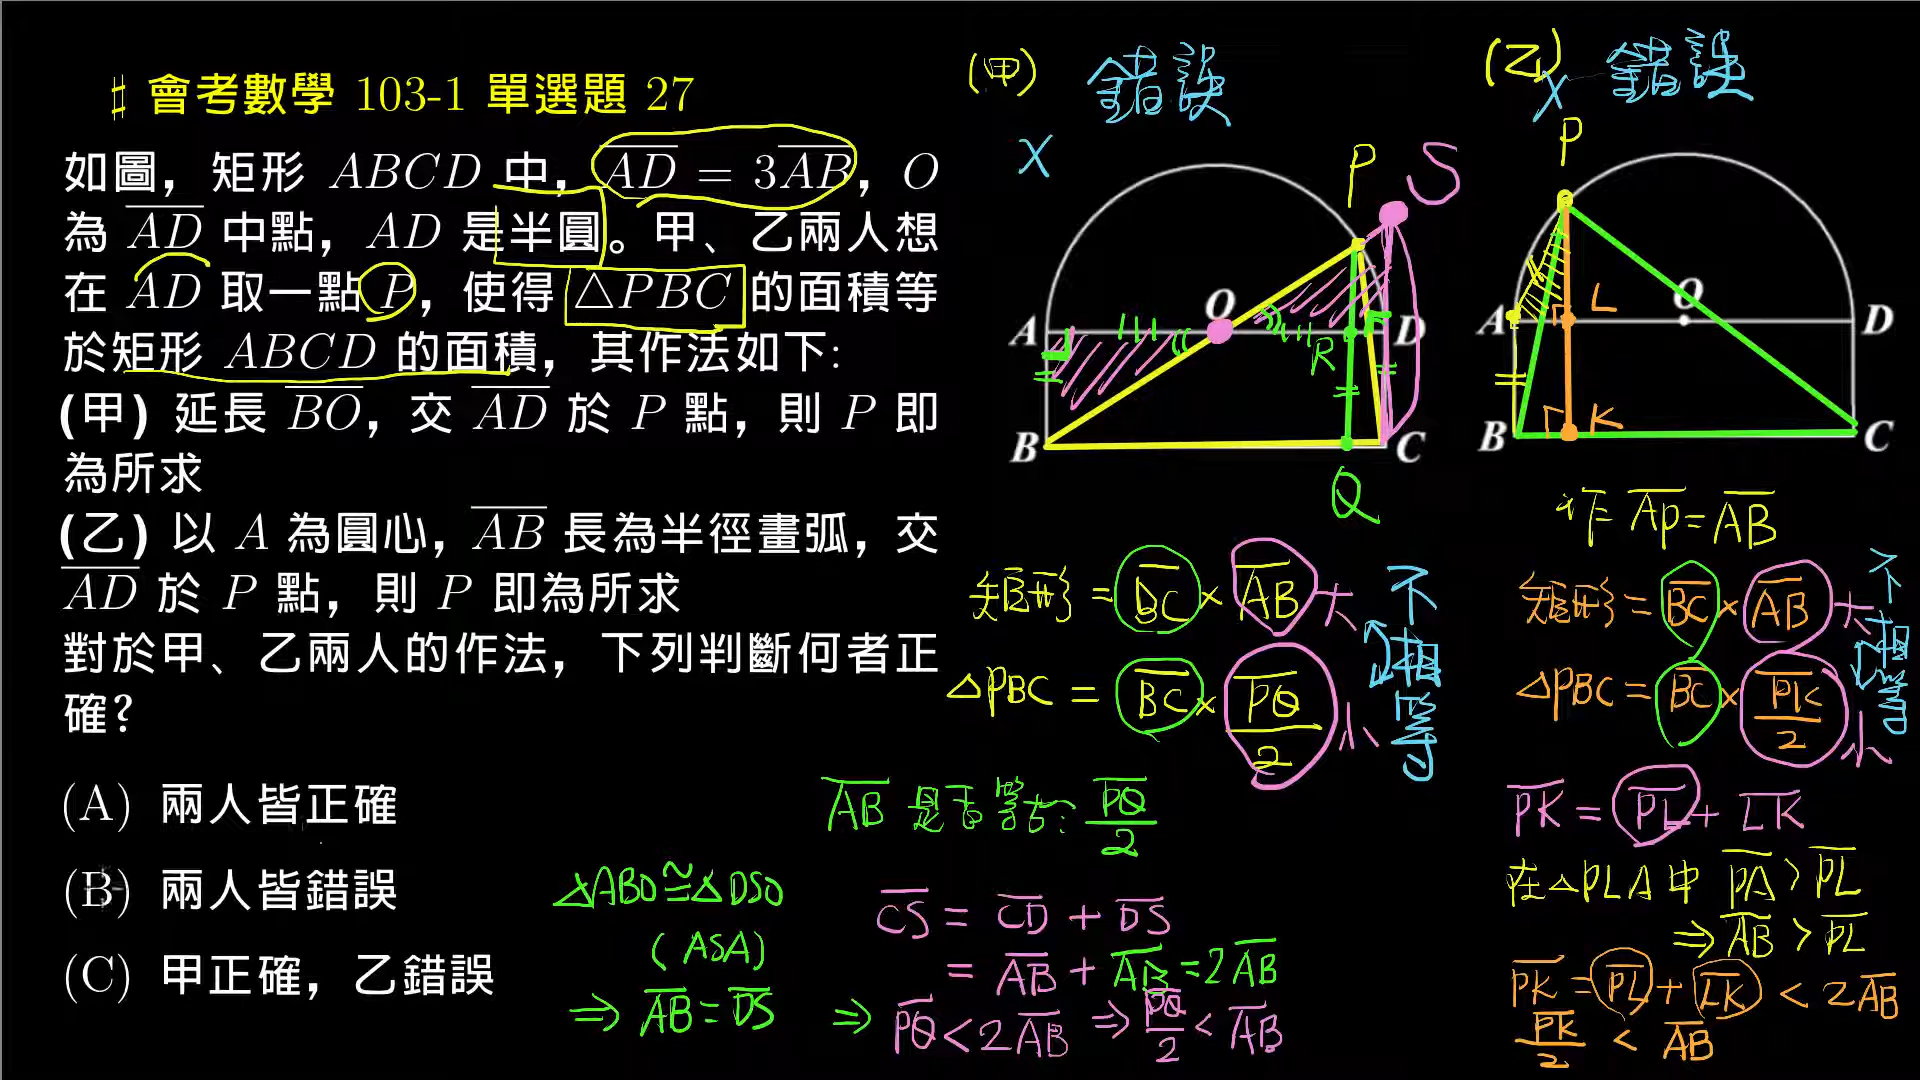 ♯ 會考數學 103-1 單選題 27
如圖，矩形 ABCD 中，AD = 3AB，O
為 AD 中點，AD 是半圓。甲、乙兩人想
在 AD 取一點 P，使得 △PBC 的面積等
於矩形 ABCD 的面積，其作法如下:
(甲) 延長 BO，交 AD 於 P 點，則 P 即
為所求
(乙) 以 A 為圓心，AB 長為半徑畫弧，交
AD 於 P 點，則 P 即為所求
對於甲、乙兩人的作法，下列判斷何者正
確?
(A) 兩人皆正確
(B) 兩人皆錯誤
(C) 甲正確，乙錯誤
(甲) 錯誤
X
P S
A O R D
B C
Q
矩形 = BC × AB 大
△PBC = BC × PQ/2 小
不相等
AB 是否等於 PQ/2
△ABO≅△DSO
(ASA)
⇒ AB = DS
CS = CD + DS
= AB + AB = 2AB
⇒ PQ < 2AB ⇒ PQ/2 < AB
(乙) 錯誤
X
P
A L O D
B K C
作 AP = AB
矩形 = BC × AB 大
△PBC = BC × PK/2 小
不相等
PK = PL + LK
在△PLA中 PA > PL
⇒ AB > PL
PK = PL + LK < 2AB
PK/2 < AB